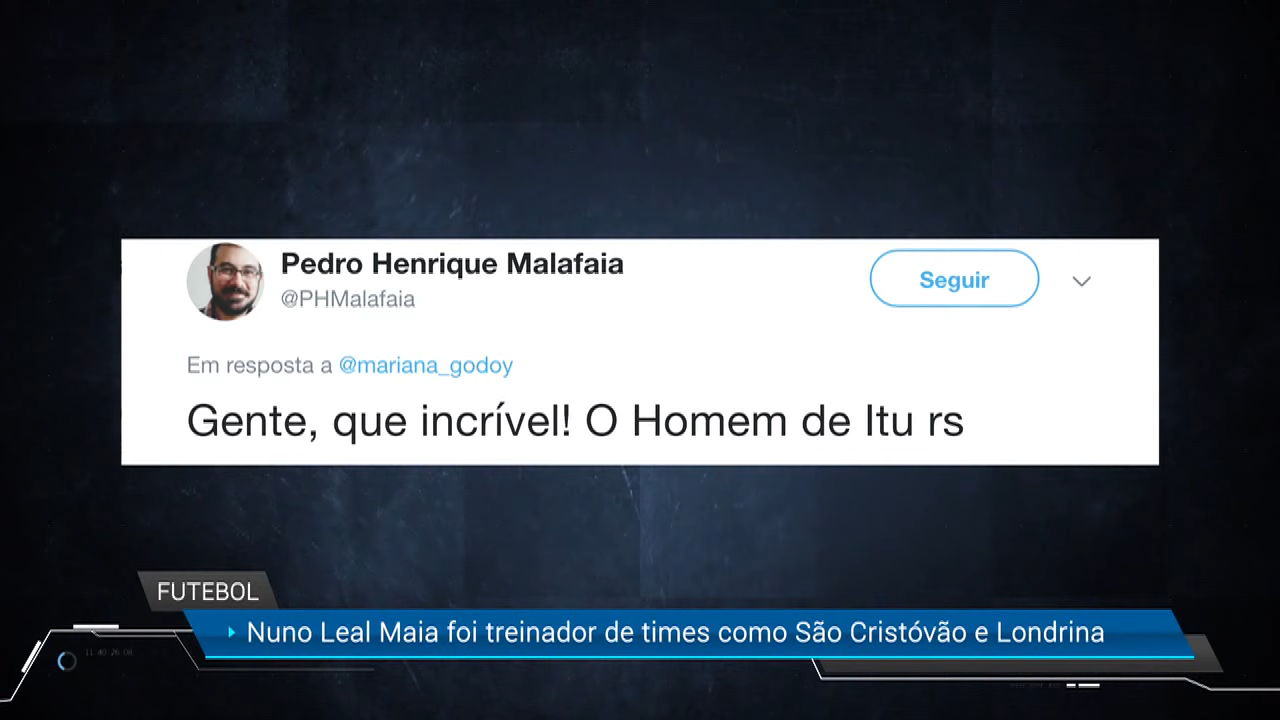 Pedro Henrique Malafaia
@PHMalafaia
Seguir
Em resposta a @mariana_godoy
Gente, que incrível! O Homem de Itu rs
FUTEBOL
Nuno Leal Maia foi treinador de times como São Cristóvão e Londrina